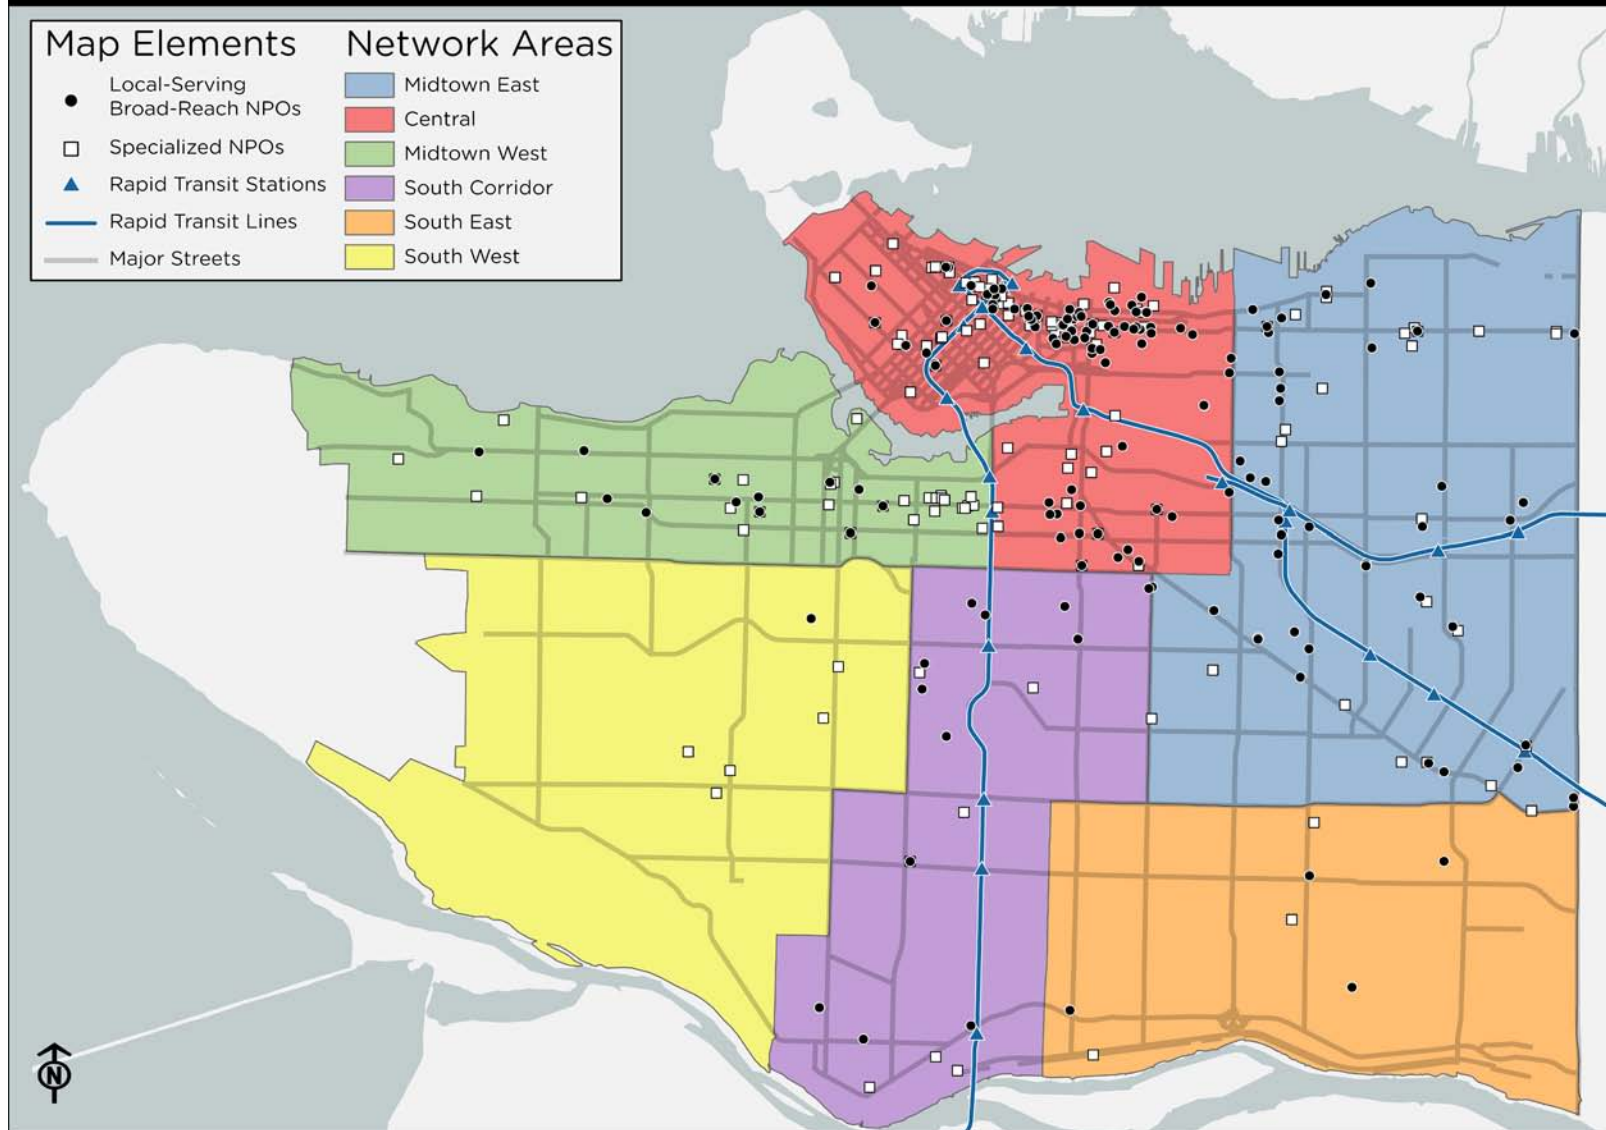 Map Elements
Local-Serving
Broad-Reach NPOs
Specialized NPOs
Rapid Transit Stations
Rapid Transit Lines
Major Streets
Network Areas
Midtown East
Central
Midtown West
South Corridor
South East
South West
N